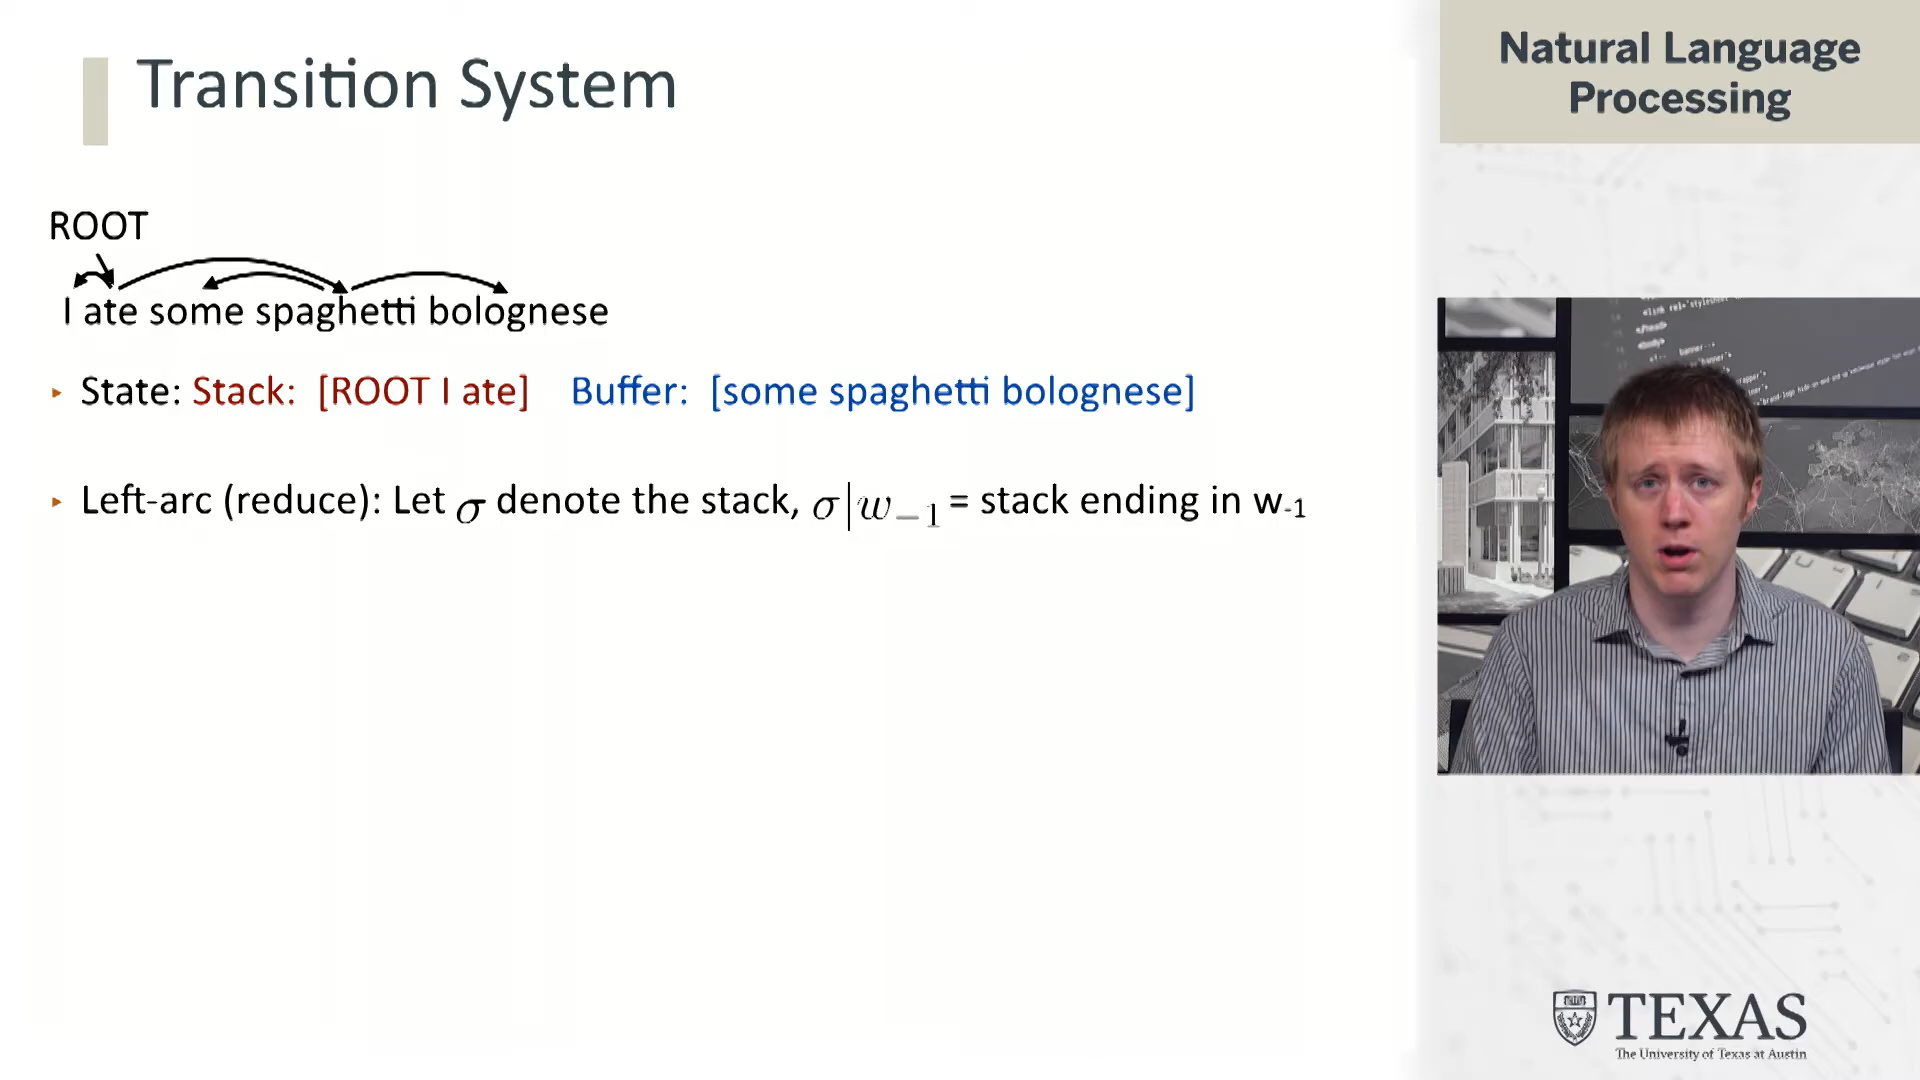 Transition System
Natural Language
Processing
ROOT
I ate some spaghetti bolognese
▸ State: Stack: [ROOT I ate] Buffer: [some spaghetti bolognese]
▸ Left-arc (reduce): Let σ denote the stack, σ|w₋₁ = stack ending in w₋₁
TEXAS
The University of Texas at Austin